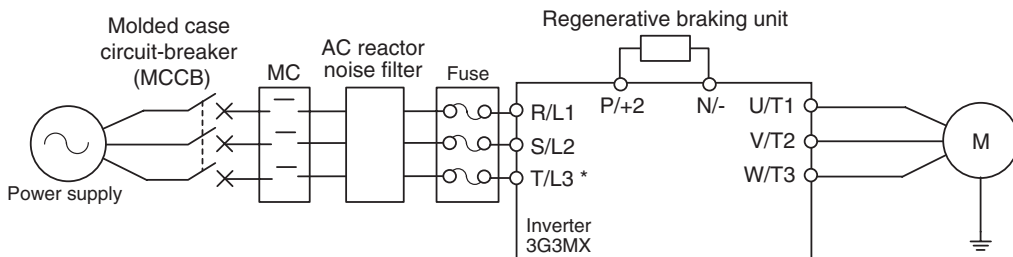 Regenerative braking unit
Molded case
circuit-breaker
(MCCB)
MC
AC reactor
noise filter
Fuse
P/+2
N/-
R/L1
S/L2
T/L3 *
U/T1
V/T2
W/T3
M
Power supply
Inverter
3G3MX